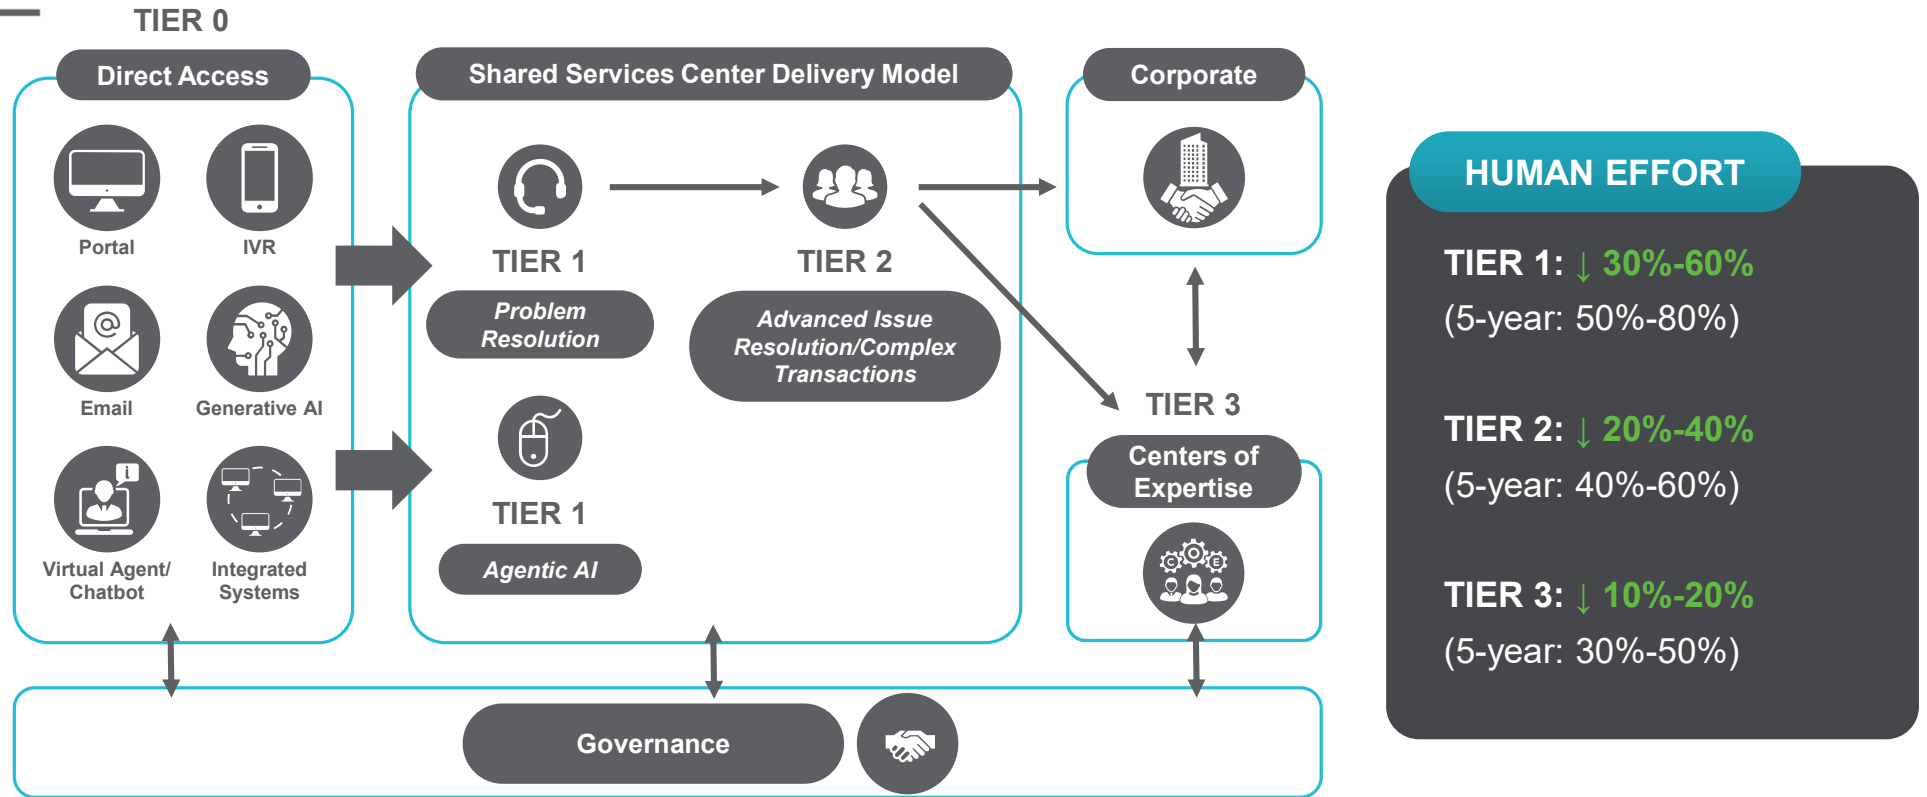 TIER 0
Direct Access
Portal
IVR
Email
Generative AI
Virtual Agent/
Chatbot
Integrated
Systems
Shared Services Center Delivery Model
TIER 1
Problem
Resolution
TIER 2
Advanced Issue
Resolution/Complex
Transactions
TIER 1
Agentic AI
Corporate
TIER 3
Centers of
Expertise
C O E
Governance
HUMAN EFFORT
TIER 1: ↓ 30%-60%
(5-year: 50%-80%)
TIER 2: ↓ 20%-40%
(5-year: 40%-60%)
TIER 3: ↓ 10%-20%
(5-year: 30%-50%)
@
i